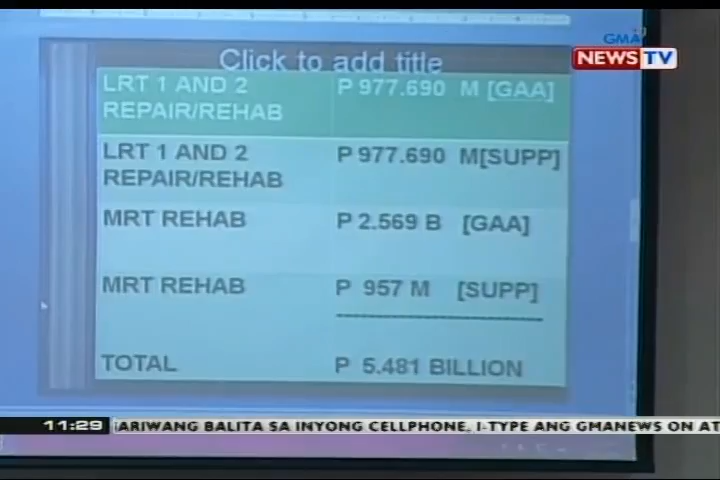 GMA
NEWS TV
Click to add title
LRT 1 AND 2 P 977.690 M [GAA]
REPAIR/REHAB
LRT 1 AND 2 P 977.690 M[SUPP]
REPAIR/REHAB
MRT REHAB P 2.569 B [GAA]
MRT REHAB P 957 M [SUPP]
TOTAL P 5.481 BILLION
11:29 ARIWANG BALITA SA INYONG CELLPHONE, I-TYPE ANG GMANEWS ON AT